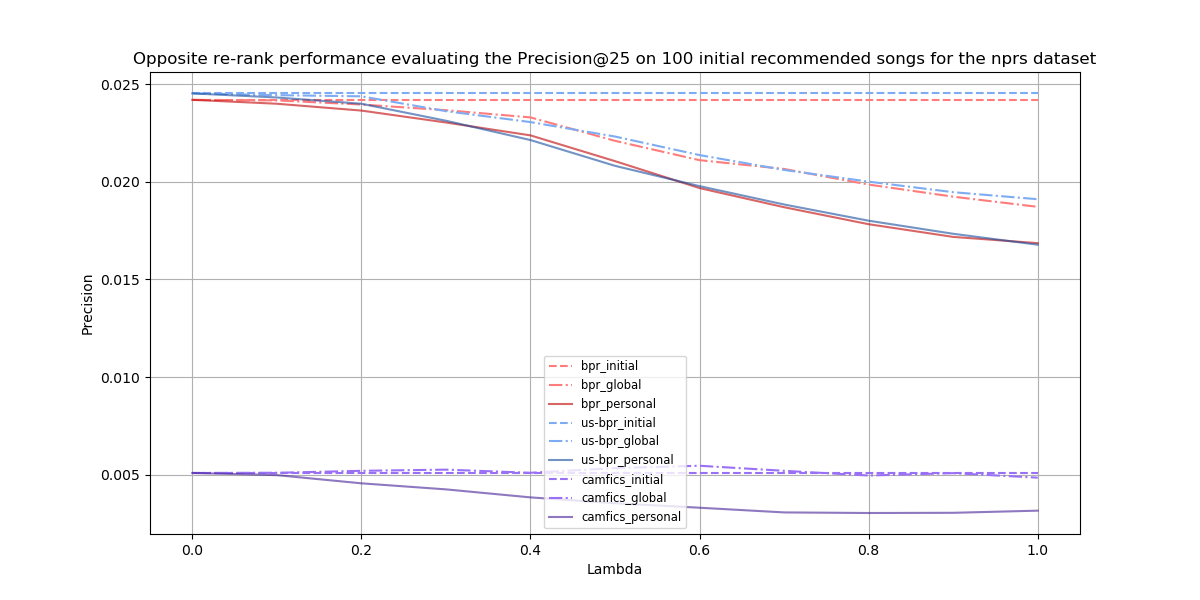 Opposite re-rank performance evaluating the Precision@25 on 100 initial recommended songs for the nprs dataset
0.025
0.020
0.015
0.010
0.005
Precision
bpr_initial
bpr_global
bpr_personal
us-bpr_initial
us-bpr_global
us-bpr_personal
camfics_initial
camfics_global
camfics_personal
0.0 0.2 0.4 0.6 0.8 1.0
Lambda